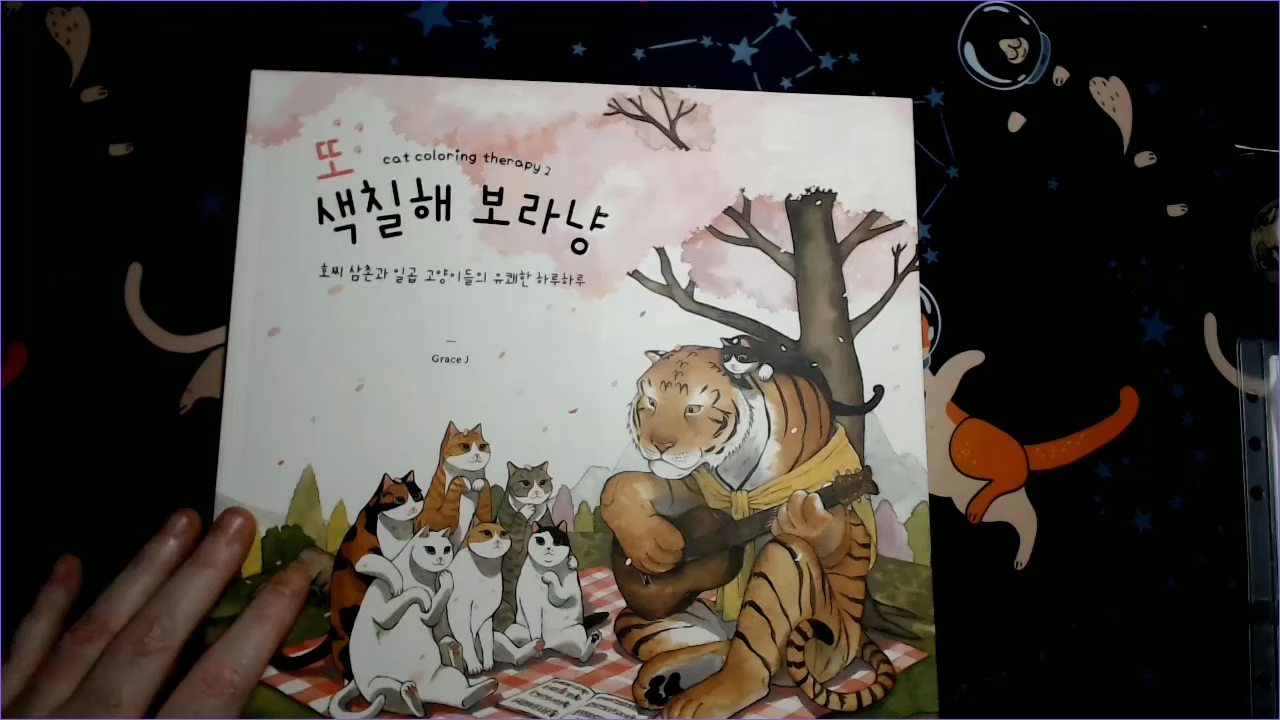 또
cat coloring therapy 2
색칠해 보라냥
호찌 삼촌과 일곱 고양이들의 유쾌한 하루하루
Grace J